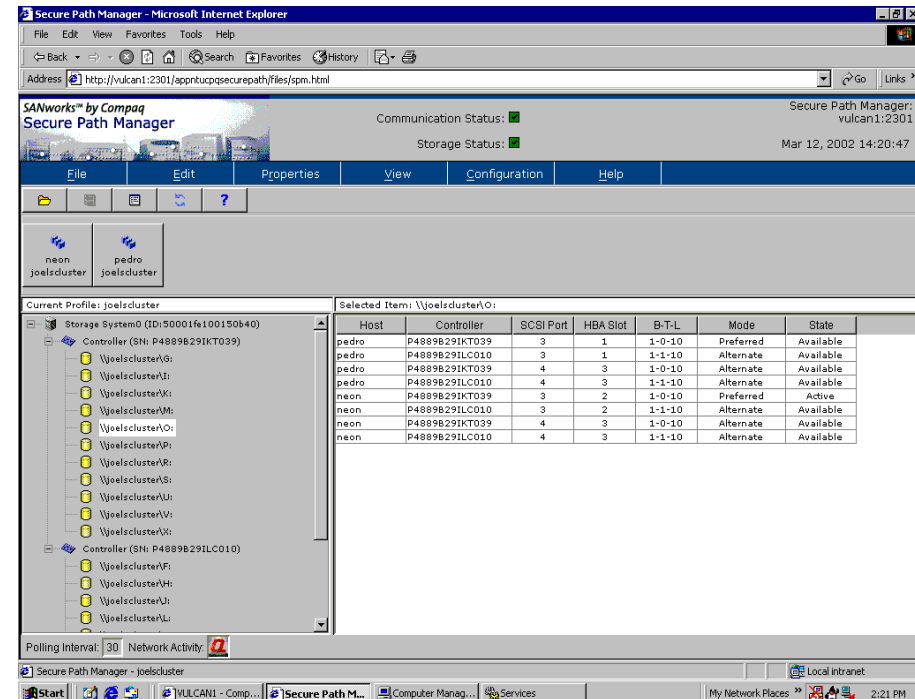 Secure Path Manager - Microsoft Internet Explorer
File Edit View Favorites Tools Help
Back Search Favorites History
Address http://vulcan1:2301/appntucpqsecurepath/files/spm.html Go Links »
SANworks™ by Compaq
Secure Path Manager
Communication Status:
Storage Status:
Secure Path Manager:
vulcan1:2301
Mar 12, 2002 14:20:47
File Edit Properties View Configuration Help
?
neon
joelscluster
pedro
joelscluster
Current Profile: joelscluster
Storage System0 (ID:50001fe100150b40)
Controller (SN: P4889B29IKT039)
\\joelscluster\G:
\\joelscluster\I:
\\joelscluster\K:
\\joelscluster\M:
\\joelscluster\O:
\\joelscluster\P:
\\joelscluster\R:
\\joelscluster\S:
\\joelscluster\U:
\\joelscluster\V:
\\joelscluster\X:
Controller (SN: P4889B29ILC010)
\\joelscluster\F:
\\joelscluster\H:
\\joelscluster\J:
\\joelscluster\L:
Selected Item: \\joelscluster\O:
Host Controller SCSI Port HBA Slot B-T-L Mode State
pedro P4889B29IKT039 3 1 1-0-10 Preferred Available
pedro P4889B29ILC010 3 1 1-1-10 Alternate Available
pedro P4889B29IKT039 4 3 1-0-10 Alternate Available
pedro P4889B29ILC010 4 3 1-1-10 Alternate Available
neon P4889B29IKT039 3 2 1-0-10 Preferred Active
neon P4889B29ILC010 3 2 1-1-10 Alternate Available
neon P4889B29IKT039 4 3 1-0-10 Alternate Available
neon P4889B29ILC010 4 3 1-1-10 Alternate Available
Polling Interval: 30 Network Activity: a
Secure Path Manager - joelscluster Local intranet
Start VULCAN1 - Comp... Secure Path M... Computer Manag... Services My Network Places » 2:21 PM